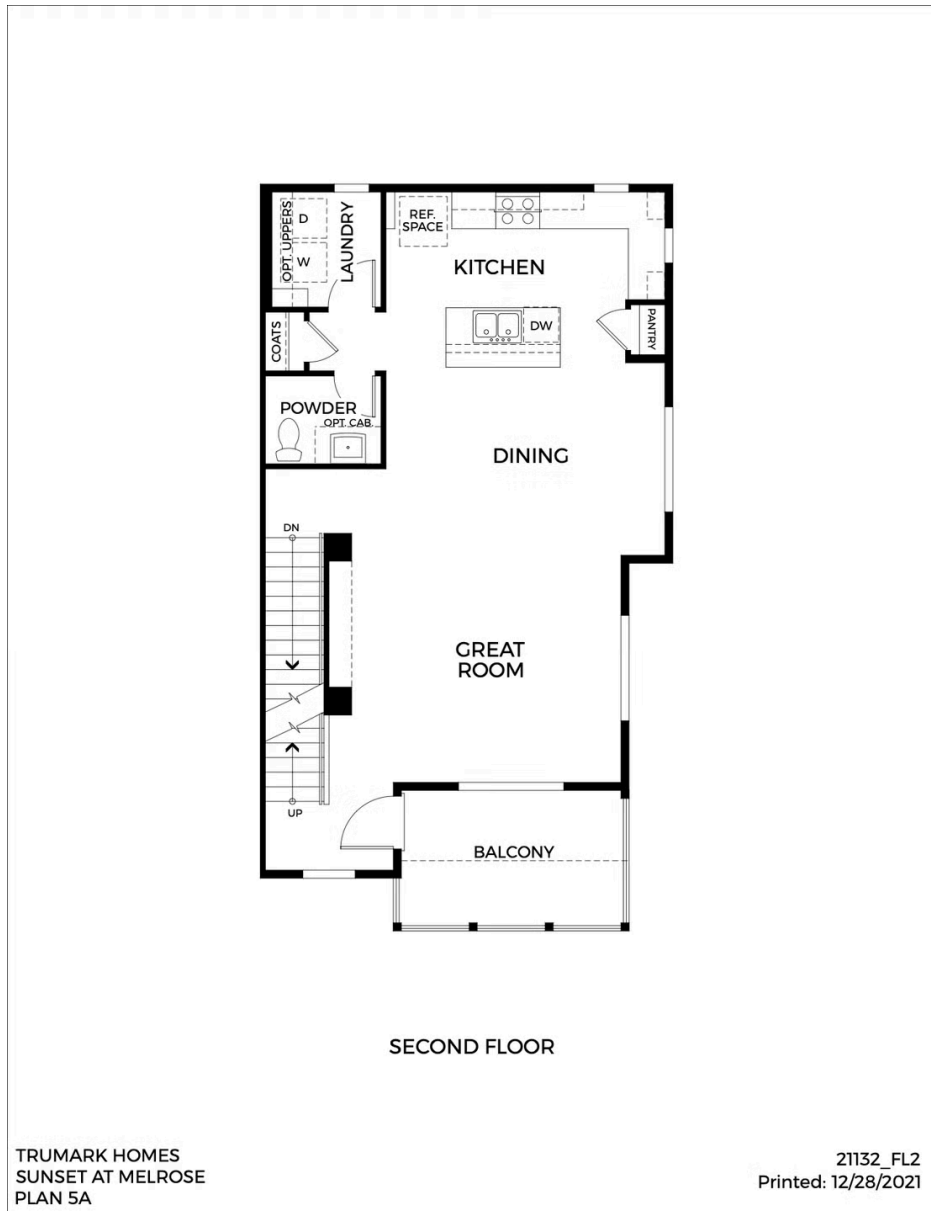 OPT. UPPERS
D
W
LAUNDRY
REF.
SPACE
KITCHEN
COATS
DW
PANTRY
POWDER
OPT. CAB.
DINING
DN
GREAT
ROOM
UP
BALCONY
SECOND FLOOR
TRUMARK HOMES
SUNSET AT MELROSE
PLAN 5A
21132_FL2
Printed: 12/28/2021